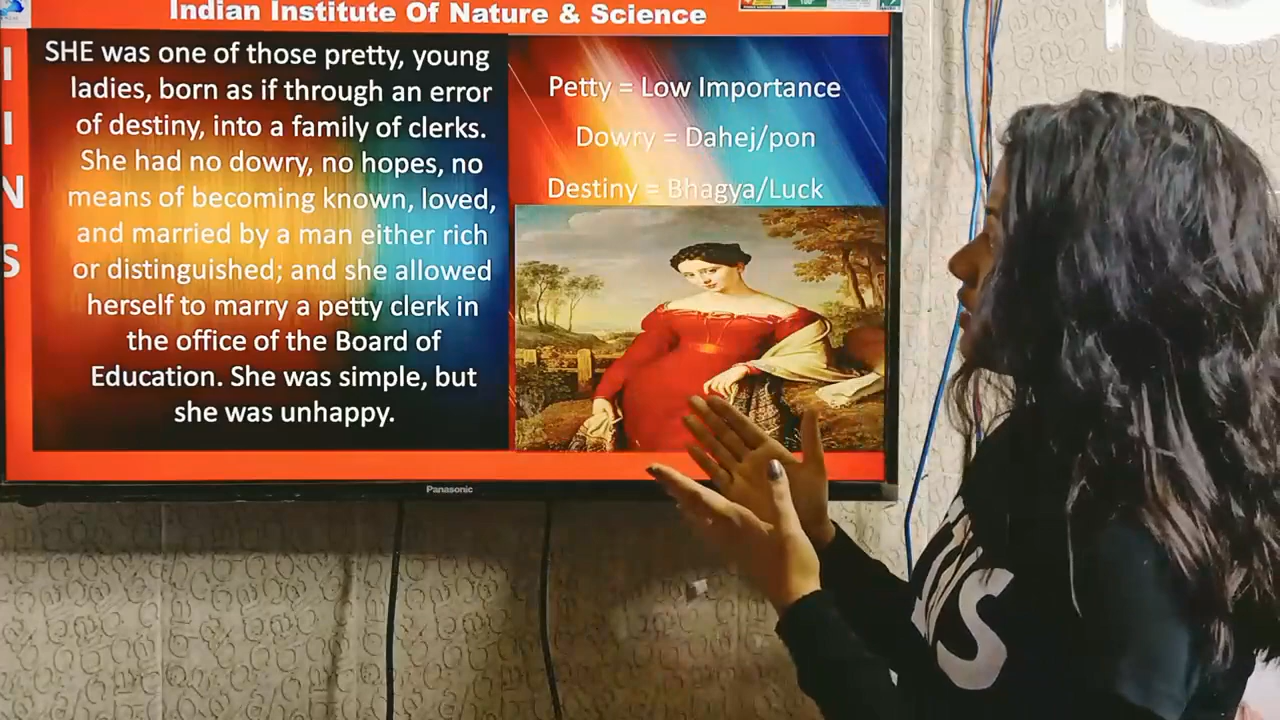 Indian Institute Of Nature & Science
I
I
N
S
SHE was one of those pretty, young
ladies, born as if through an error
of destiny, into a family of clerks.
She had no dowry, no hopes, no
means of becoming known, loved,
and married by a man either rich
or distinguished; and she allowed
herself to marry a petty clerk in
the office of the Board of
Education. She was simple, but
she was unhappy.
Petty = Low Importance
Dowry = Dahej/pon
Destiny = Bhagya/Luck
Panasonic